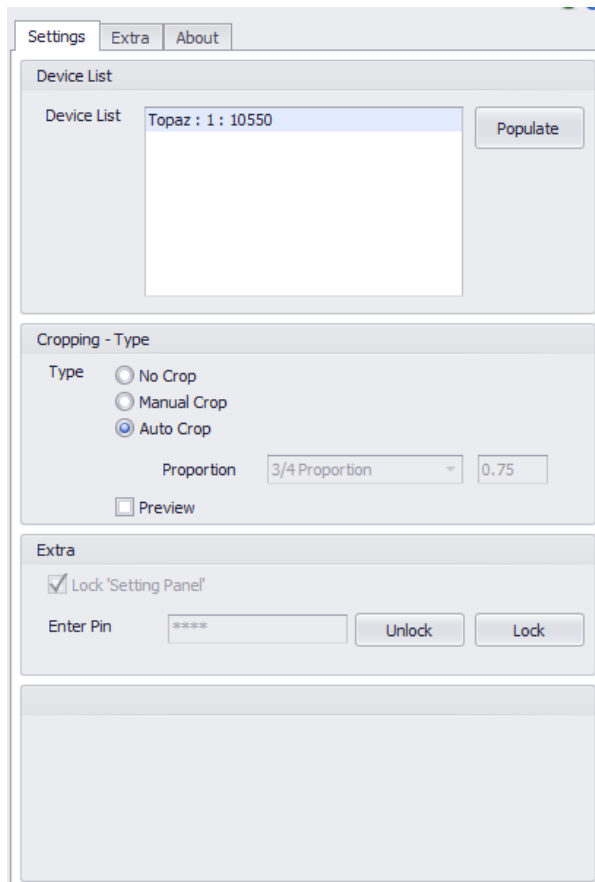 Settings Extra About
Device List
Device List Topaz : 1 : 10550 Populate
Cropping - Type
Type No Crop
Manual Crop
Auto Crop
Proportion 3/4 Proportion 0.75
Preview
Extra
Lock 'Setting Panel'
Enter Pin **** Unlock Lock